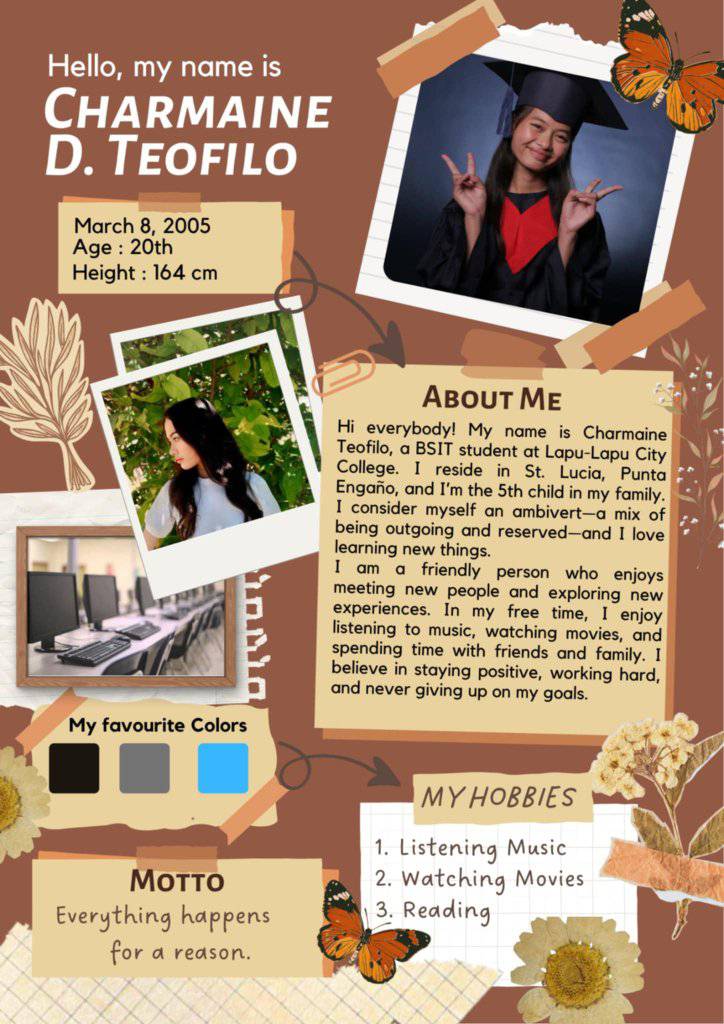 Hello, my name is
CHARMAINE
D. TEOFILO
March 8, 2005
Age : 20th
Height : 164 cm
ABOUT ME
Hi everybody! My name is Charmaine
Teofilo, a BSIT student at Lapu-Lapu City
College. I reside in St. Lucia, Punta
Engaño, and I'm the 5th child in my family.
I consider myself an ambivert—a mix of
being outgoing and reserved—and I love
learning new things.
I am a friendly person who enjoys
meeting new people and exploring new
experiences. In my free time, I enjoy
listening to music, watching movies, and
spending time with friends and family. I
believe in staying positive, working hard,
and never giving up on my goals.
My favourite Colors
MY HOBBIES
1. Listening Music
2. Watching Movies
3. Reading
MOTTO
Everything happens
for a reason.